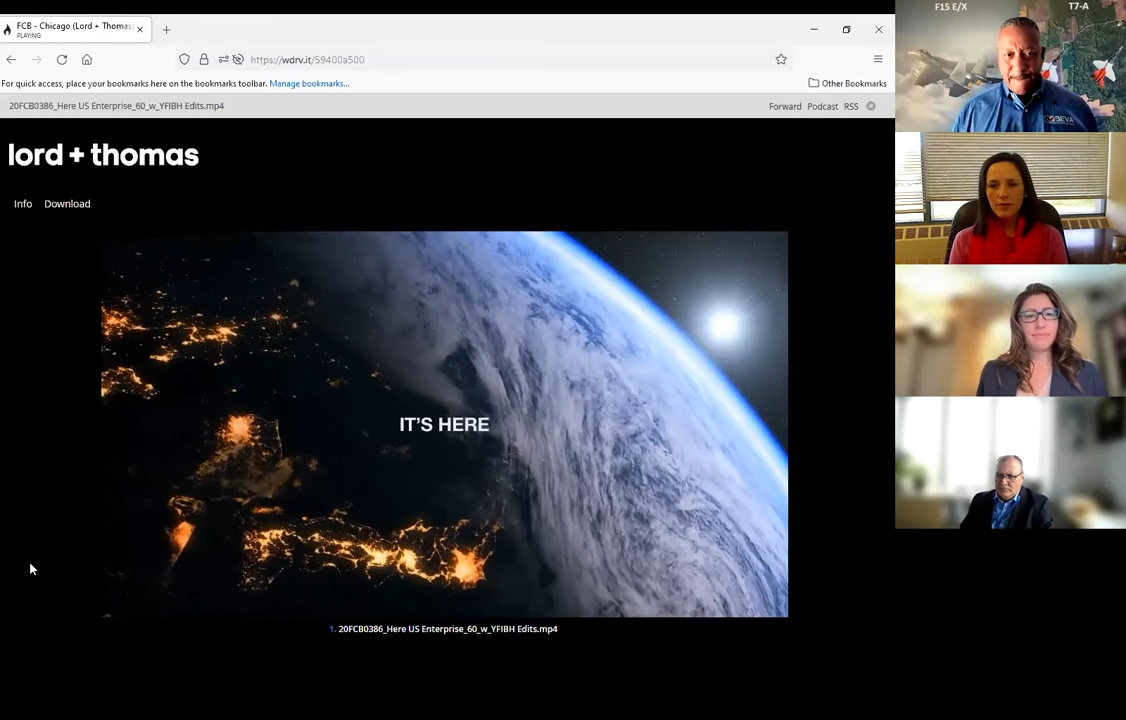 FCB - Chicago (Lord + Thomas
PLAYING
https://wdrv.it/59400a500
For quick access, place your bookmarks here on the bookmarks toolbar. Manage bookmarks...
Other Bookmarks
20FCB0386_Here US Enterprise_60_w_YFIBH Edits.mp4
Forward Podcast RSS
lord + thomas
Info Download
IT'S HERE
1. 20FCB0386_Here US Enterprise_60_w_YFIBH Edits.mp4
F15 E/X
T7-A